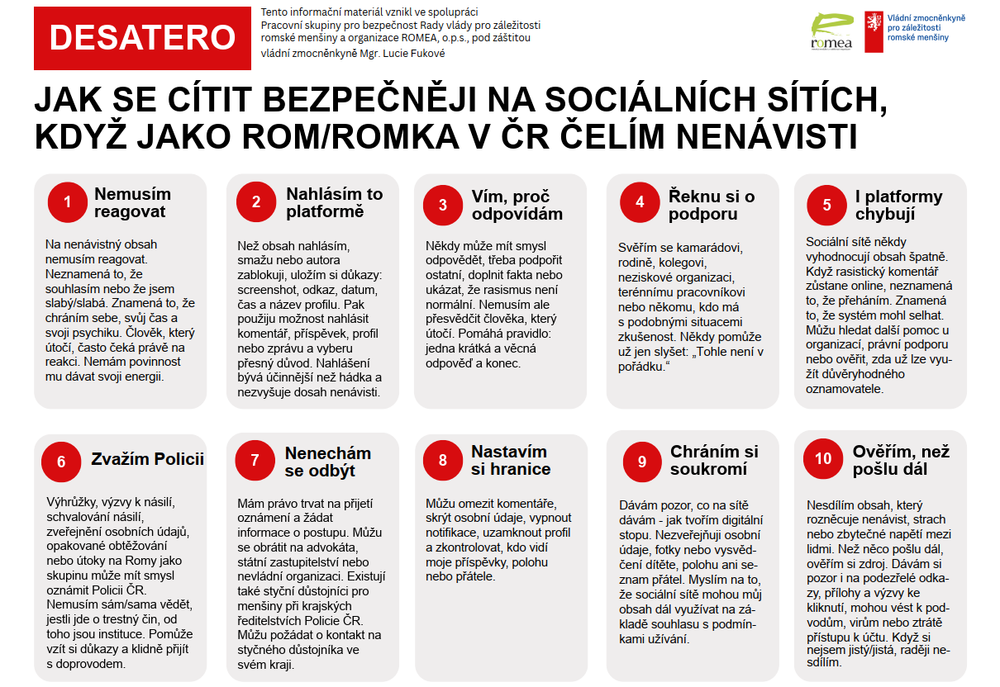 DESATERO
Tento informační materiál vznikl ve spolupráci
Pracovní skupiny pro bezpečnost Rady vlády pro záležitosti
romské menšiny a organizace ROMEA, o.p.s., pod záštitou
vládní zmocněnkyně Mgr. Lucie Fukové
romea
Vládní zmocněnkyně
pro záležitosti
romské menšiny
JAK SE CÍTIT BEZPEČNĚJI NA SOCIÁLNÍCH SÍTÍCH,
KDYŽ JAKO ROM/ROMKA V ČR ČELÍM NENÁVISTI
1
Nemusím
reagovat
Na nenávistný obsah
nemusím reagovat.
Neznamená to, že
souhlasím nebo že jsem
slabý/slabá. Znamená to, že
chráním sebe, svůj čas a
svoji psychiku. Člověk, který
útočí, často čeká právě na
reakci. Nemám povinnost
mu dávat svoji energii.
2
Nahlásím to
platformě
Než obsah nahlásím,
smažu nebo autora
zablokuji, uložím si důkazy:
screenshot, odkaz, datum,
čas a název profilu. Pak
použiju možnost nahlásit
komentář, příspěvek, profil
nebo zprávu a vyberu
přesný důvod. Nahlášení
bývá účinnější než hádka a
nezvyšuje dosah nenávisti.
3
Vím, proč
odpovídám
Někdy může mít smysl
odpovědět, třeba podpořit
ostatní, doplnit fakta nebo
ukázat, že rasismus není
normální. Nemusím ale
přesvědčit člověka, který
útočí. Pomáhá pravidlo:
jedna krátká a věcná
odpověď a konec.
4
Řeknu si o
podporu
Svěřím se kamarádovi,
rodině, kolegovi,
neziskové organizaci,
terénnímu pracovníkovi
nebo někomu, kdo má
s podobnými situacemi
zkušenost. Někdy pomůže
už jen slyšet: „Tohle není v
pořádku.“
5
I platformy
chybují
Sociální sítě někdy
vyhodnocují obsah špatně.
Když rasistický komentář
zůstane online, neznamená
to, že přeháním. Znamená
to, že systém mohl selhat.
Můžu hledat další pomoc u
organizací, právní podporu
nebo ověřit, zda už lze vyu-
žít důvěryhodného
oznamovatele.
6
Zvažím Policii
Výhrůžky, výzvy k násilí,
schvalování násilí,
zveřejnění osobních údajů,
opakované obtěžování
nebo útoky na Romy jako
skupinu může mít smysl
oznámit Policii ČR.
Nemusím sám/sama vědět,
jestli jde o trestný čin, od
toho jsou instituce. Pomůže
vzít si důkazy a klidně přijít
s doprovodem.
7
Nenechám
se odbýt
Mám právo trvat na přijetí
oznámení a žádat
informace o postupu. Můžu
se obrátit na advokáta,
státní zastupitelství nebo
nevládní organizaci. Existují
také styční důstojníci pro
menšiny při krajských
ředitelstvích Policie ČR.
Můžu požádat o kontakt na
styčného důstojníka ve
svém kraji.
8
Nastavím
si hranice
Můžu omezit komentáře,
skrýt osobní údaje, vypnout
notifikace, uzamknout profil
a zkontrolovat, kdo vidí
moje příspěvky, polohu
nebo přátele.
9
Chráním si
soukromí
Dávám pozor, co na sítě
dávám - jak tvořím digitální
stopu. Nezveřejňuji osobní
údaje, fotky nebo vysvěd-
čení dítěte, polohu ani se-
znam přátel. Myslím na to,
že sociální sítě mohou můj
obsah dál využívat na zá-
kladě souhlasu s podmín-
kami užívání.
10
Ověřím, než
pošlu dál
Nesdílím obsah, který
rozněcuje nenávist, strach
nebo zbytečné napětí mezi
lidmi. Než něco pošlu dál,
ověřím si zdroj. Dávám si
pozor i na podezřelé odka-
zy, přílohy a výzvy ke
kliknutí, mohou vést k pod-
vodům, virům nebo ztrátě
přístupu k účtu. Když si
nejsem jistý/jistá, raději ne-
sdílím.